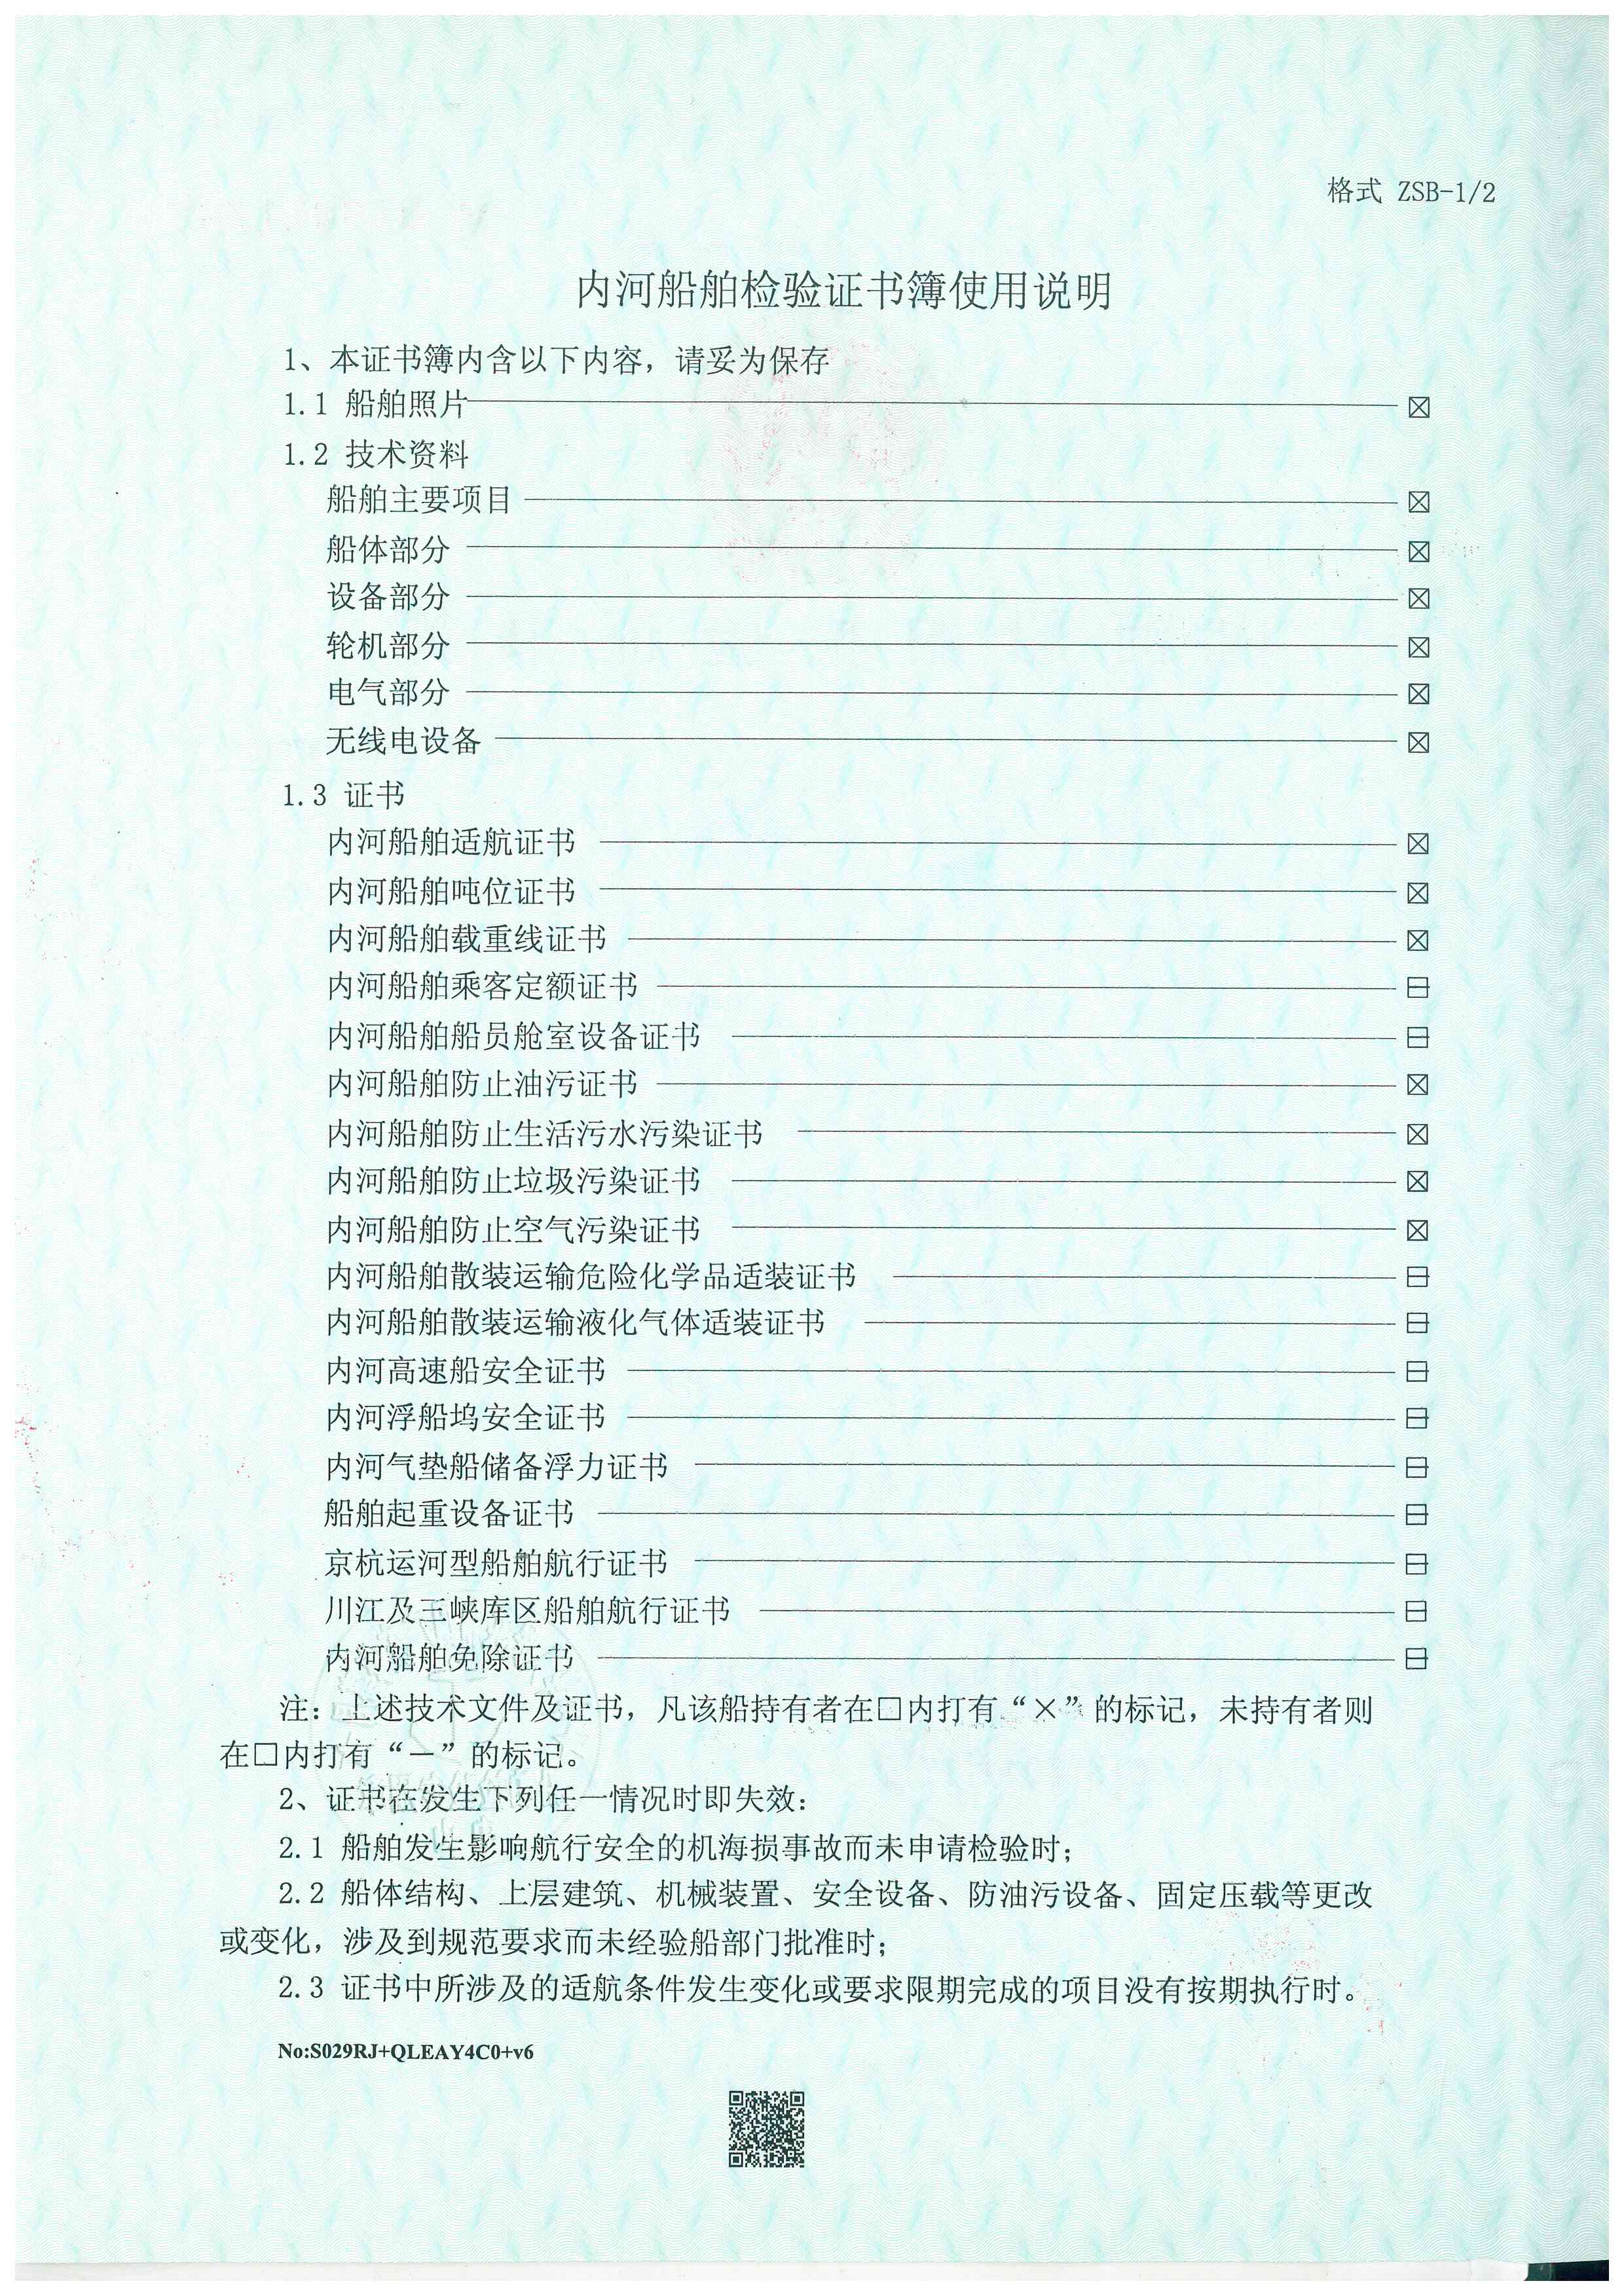 格式 ZSB-1/2
内河船舶检验证书簿使用说明
1、本证书簿内含以下内容，请妥为保存
1.1 船舶照片 ☒
1.2 技术资料
船舶主要项目 ☒
船体部分 ☒
设备部分 ☒
轮机部分 ☒
电气部分 ☒
无线电设备 ☒
1.3 证书
内河船舶适航证书 ☒
内河船舶吨位证书 ☒
内河船舶载重线证书 ☒
内河船舶乘客定额证书 ⊟
内河船舶船员舱室设备证书 ⊟
内河船舶防止油污证书 ☒
内河船舶防止生活污水污染证书 ☒
内河船舶防止垃圾污染证书 ☒
内河船舶防止空气污染证书 ☒
内河船舶散装运输危险化学品适装证书 ⊟
内河船舶散装运输液化气体适装证书 ⊟
内河高速船安全证书 ⊟
内河浮船坞安全证书 ⊟
内河气垫船储备浮力证书 ⊟
船舶起重设备证书 ⊟
京杭运河型船舶航行证书 ⊟
川江及三峡库区船舶航行证书 ⊟
内河船舶免除证书 ⊟
注：上述技术文件及证书，凡该船持有者在□内打有“×”的标记，未持有者则
在□内打有“－”的标记。
2、证书在发生下列任一情况时即失效：
2.1 船舶发生影响航行安全的机海损事故而未申请检验时；
2.2 船体结构、上层建筑、机械装置、安全设备、防油污设备、固定压载等更改
或变化，涉及到规范要求而未经验船部门批准时；
2.3 证书中所涉及的适航条件发生变化或要求限期完成的项目没有按期执行时。
No:S029RJ+QLEAY4C0+v6